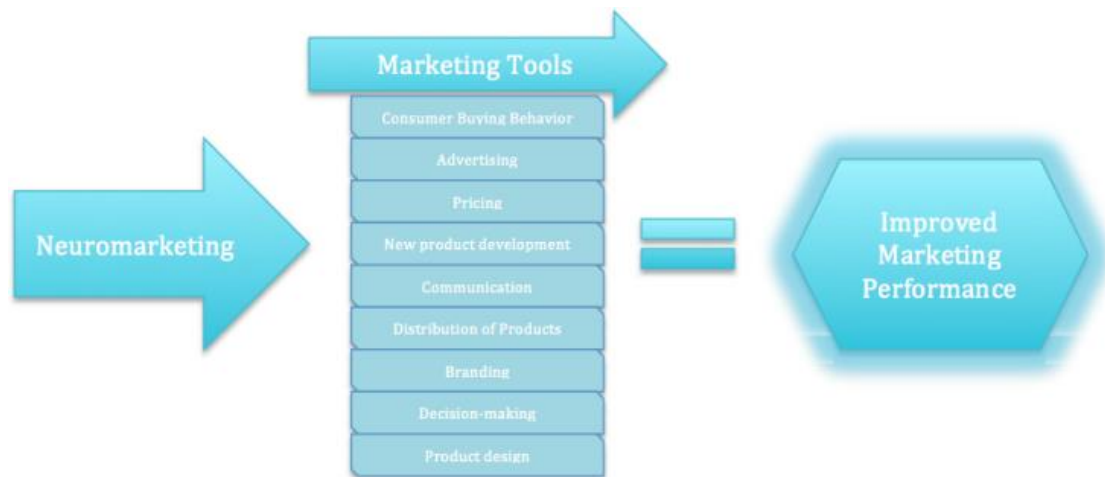 Neuromarketing
Marketing Tools
Consumer Buying Behavior
Advertising
Pricing
New product development
Communication
Distribution of Products
Branding
Decision-making
Product design
Improved
Marketing
Performance